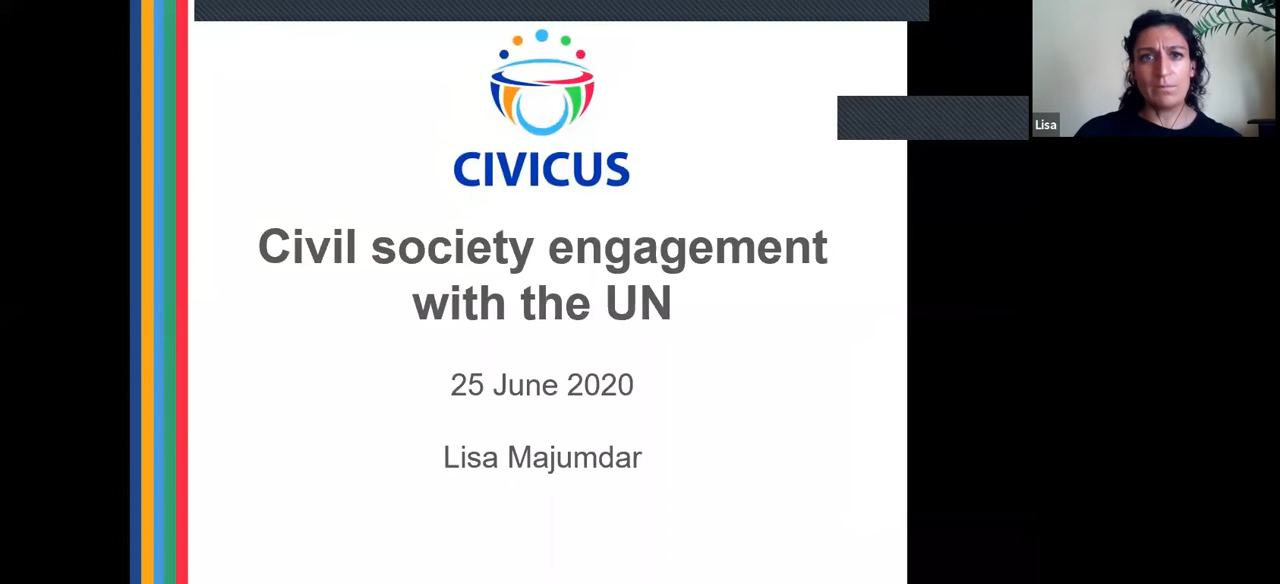 CIVICUS
Civil society engagement
with the UN
25 June 2020
Lisa Majumdar
Lisa